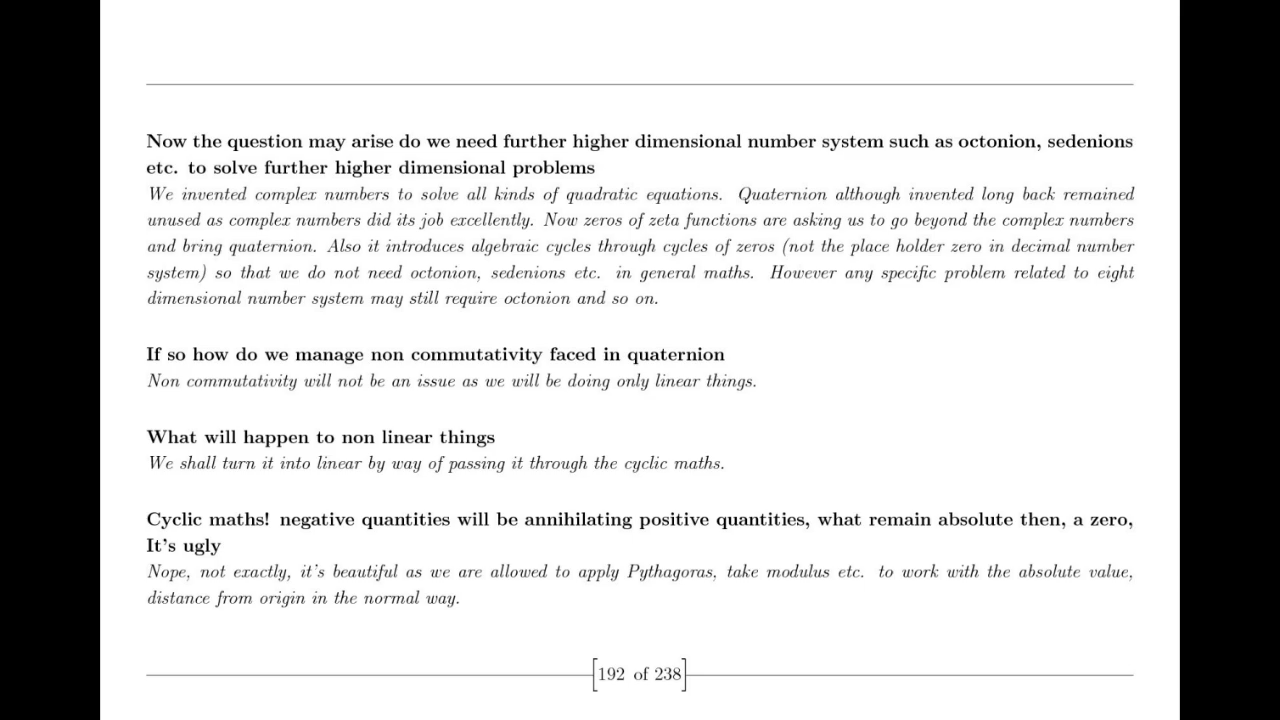 Now the question may arise do we need further higher dimensional number system such as octonion, sedenions
etc. to solve further higher dimensional problems
We invented complex numbers to solve all kinds of quadratic equations. Quaternion although invented long back remained
unused as complex numbers did its job excellently. Now zeros of zeta functions are asking us to go beyond the complex numbers
and bring quaternion. Also it introduces algebraic cycles through cycles of zeros (not the place holder zero in decimal number
system) so that we do not need octonion, sedenions etc. in general maths. However any specific problem related to eight
dimensional number system may still require octonion and so on.
If so how do we manage non commutativity faced in quaternion
Non commutativity will not be an issue as we will be doing only linear things.
What will happen to non linear things
We shall turn it into linear by way of passing it through the cyclic maths.
Cyclic maths! negative quantities will be annihilating positive quantities, what remain absolute then, a zero,
It's ugly
Nope, not exactly, it's beautiful as we are allowed to apply Pythagoras, take modulus etc. to work with the absolute value,
distance from origin in the normal way.
[192 of 238]